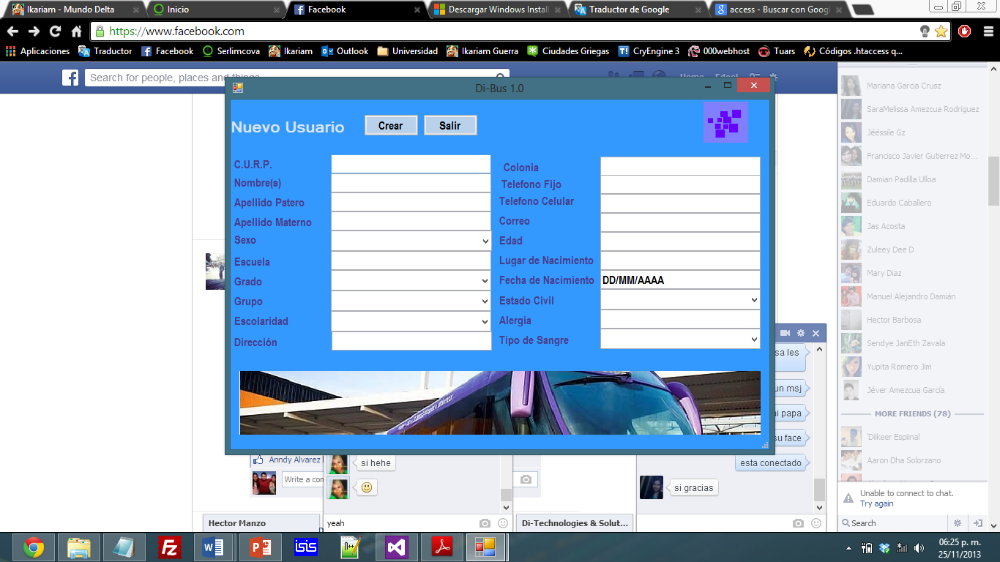 Ikariam - Mundo Delta
Inicio
Facebook
Descargar Windows Install
Traductor de Google
access - Buscar con Googl
https://www.facebook.com
Aplicaciones Traductor Facebook Serlimcova Ikariam Outlook Universidad Ikariam Guerra Ciudades Griegas T! CryEngine 3 000webhost Tuars Códigos .htaccess q...
Search for people, places and things
Home
Di-Bus 1.0
Nuevo Usuario
Crear
Salir
C.U.R.P.
Nombre(s)
Apellido Patero
Apellido Materno
Sexo
Escuela
Grado
Grupo
Escolaridad
Dirección
Colonia
Telefono Fijo
Telefono Celular
Correo
Edad
Lugar de Nacimiento
Fecha de Nacimiento DD/MM/AAAA
Estado Civil
Alergia
Tipo de Sangre
Mariana Garcia Crusz
SaraMelissa Amezcua Rodriguez
Jééssíie Gz
Francisco Javier Gutierrez Mo...
Damian Padilla Ulloa
Eduardo Caballero
Jas Acosta
Zuleey Dee D
Mary Diaz
Manuel Alejandro Damián
Hector Barbosa
Sendye JanEth Zavala
Yupita Romero Jim
Jéver Amezcua García
MORE FRIENDS (78)
'Diikeer Espiinal
Aaron Dha Solorzano
Unable to connect to chat.
Try again
Search
sa les
un msj
ni papa
su face
esta conectado
si gracias
Anndy Alvarez
Write a com
si hehe
Hector Manzo
yeah
Di-Technologies & Solut...
Fz
W
P
isis
06:25 p. m.
25/11/2013